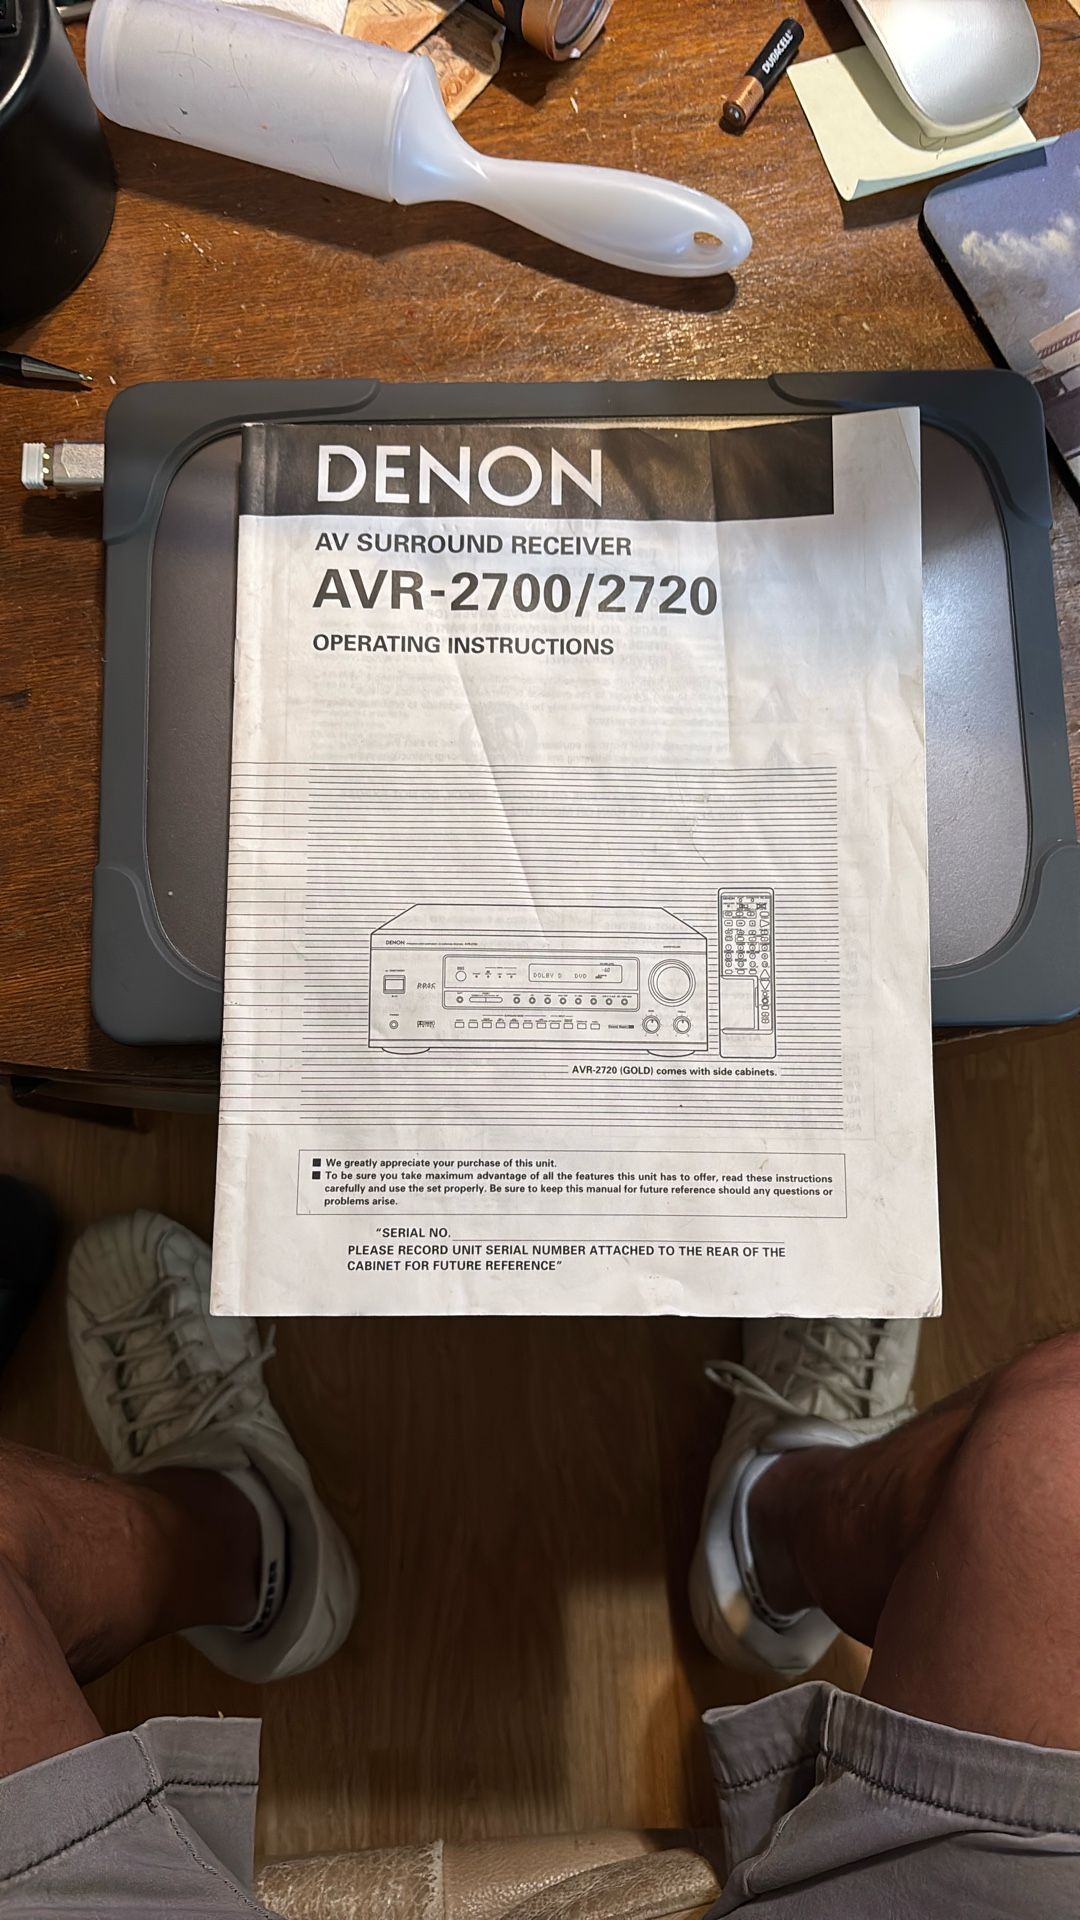 DURACELL
DENON
AV SURROUND RECEIVER
AVR-2700/2720
OPERATING INSTRUCTIONS
DENON
DOLBY D DVD
AVR-2720 (GOLD) comes with side cabinets.
■ We greatly appreciate your purchase of this unit.
■ To be sure you take maximum advantage of all the features this unit has to offer, read these instructions
carefully and use the set properly. Be sure to keep this manual for future reference should any questions or
problems arise.
"SERIAL NO.
PLEASE RECORD UNIT SERIAL NUMBER ATTACHED TO THE REAR OF THE
CABINET FOR FUTURE REFERENCE"